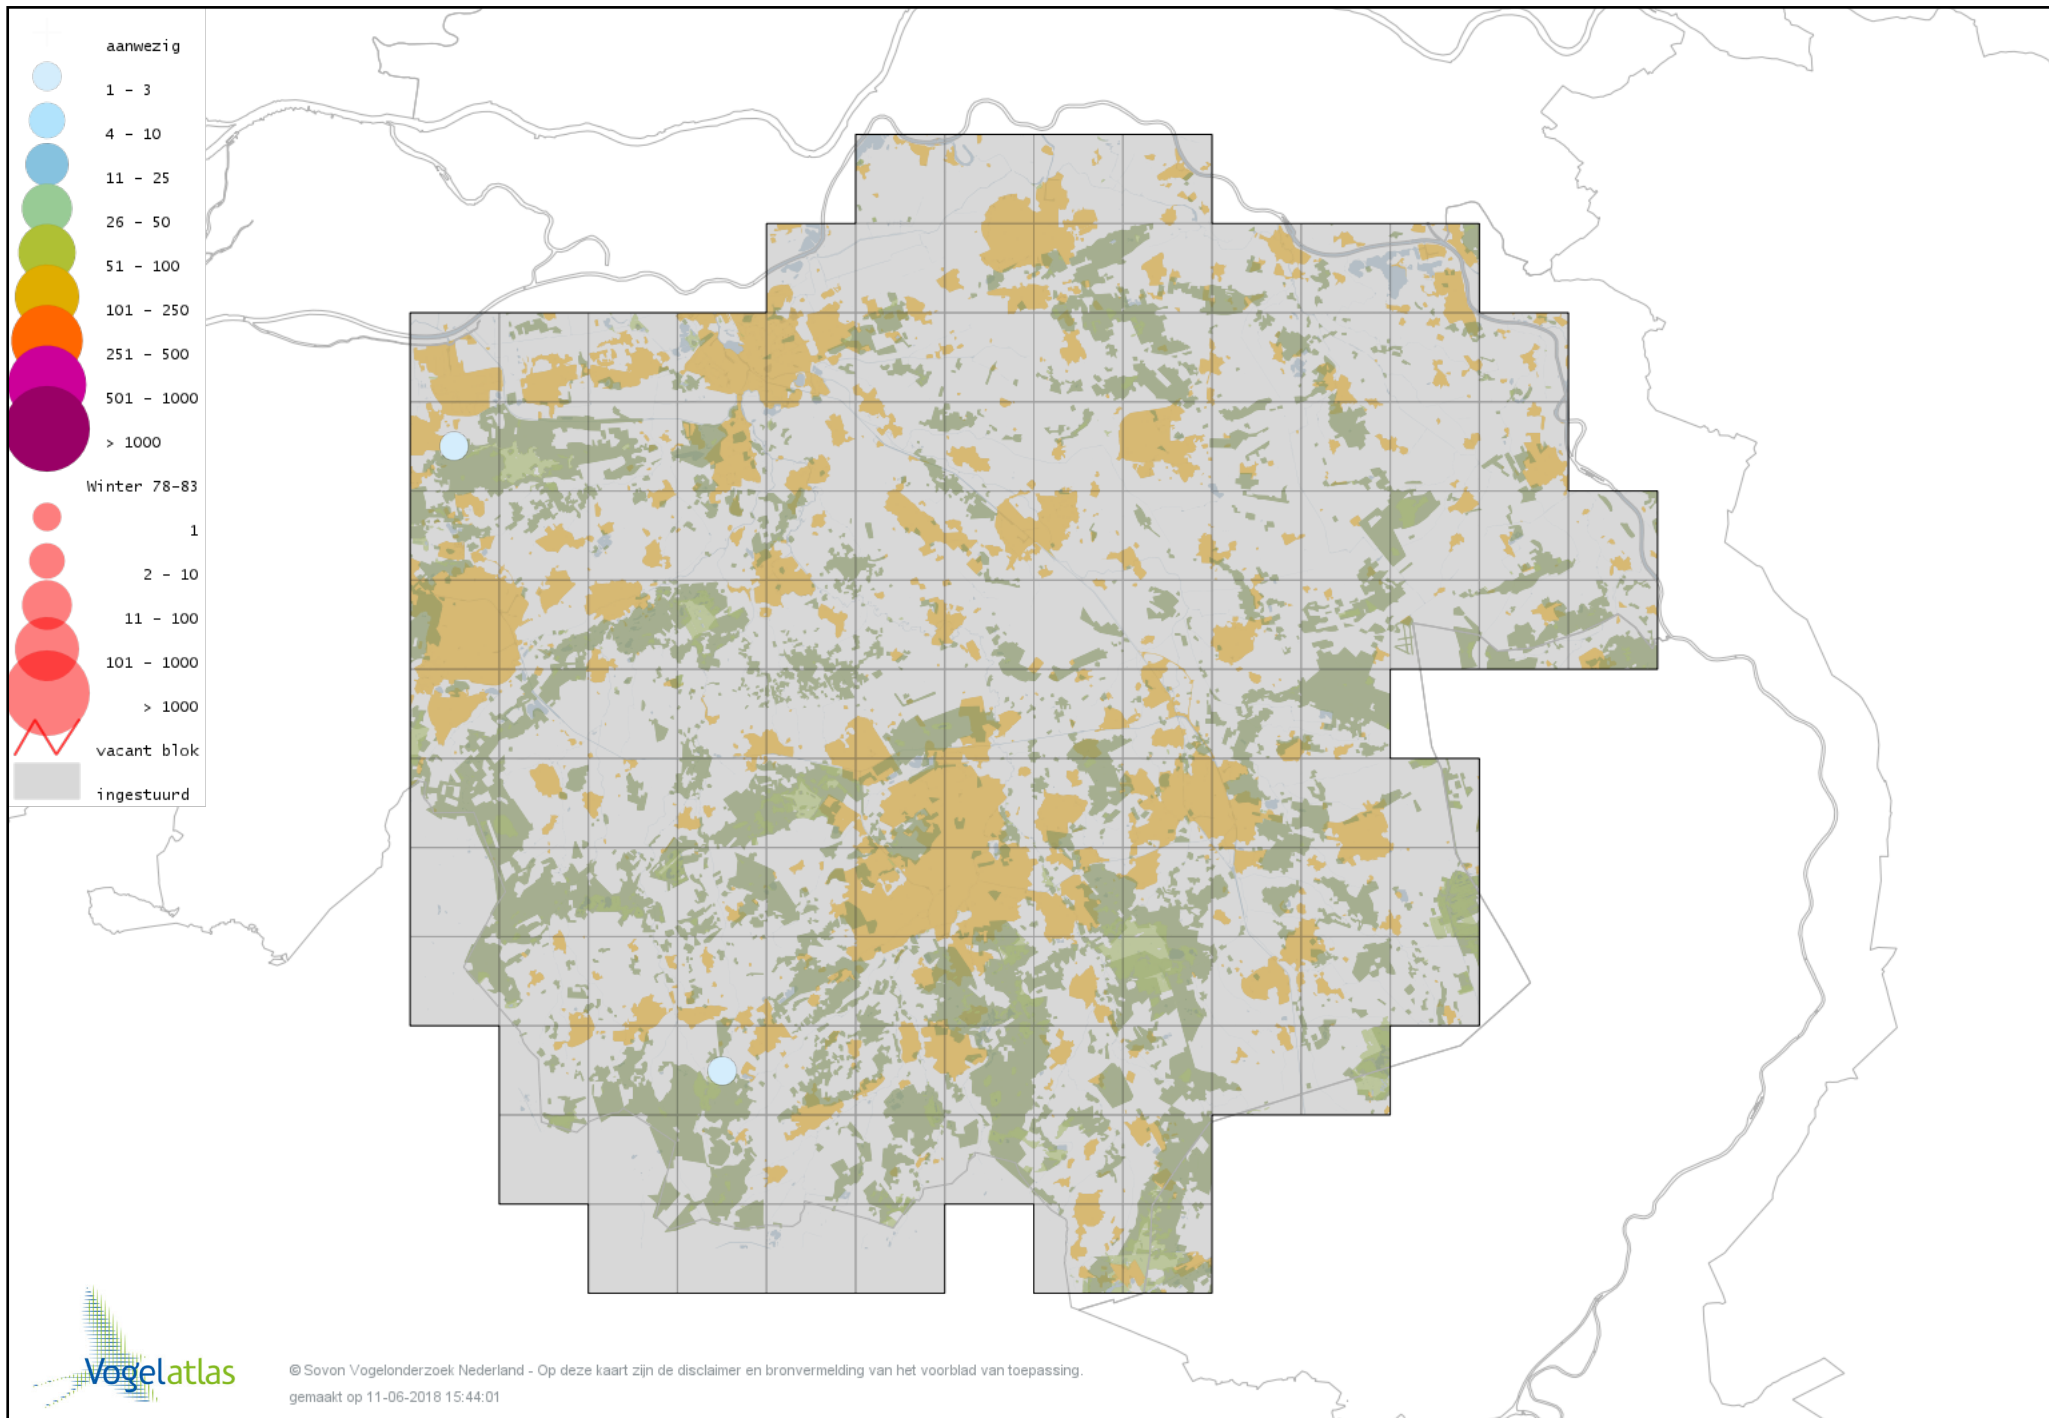 aanwezig
1 - 3
4 - 10
11 - 25
26 - 50
51 - 100
101 - 250
251 - 500
501 - 1000
> 1000
Winter 78-83
1
2 - 10
11 - 100
101 - 1000
> 1000
vacant blok
ingestuurd
Vogelatlas
© Sovon Vogelonderzoek Nederland - Op deze kaart zijn de disclaimer en bronvermelding van het voorblad van toepassing.
gemaakt op 11-06-2018 15:44:01